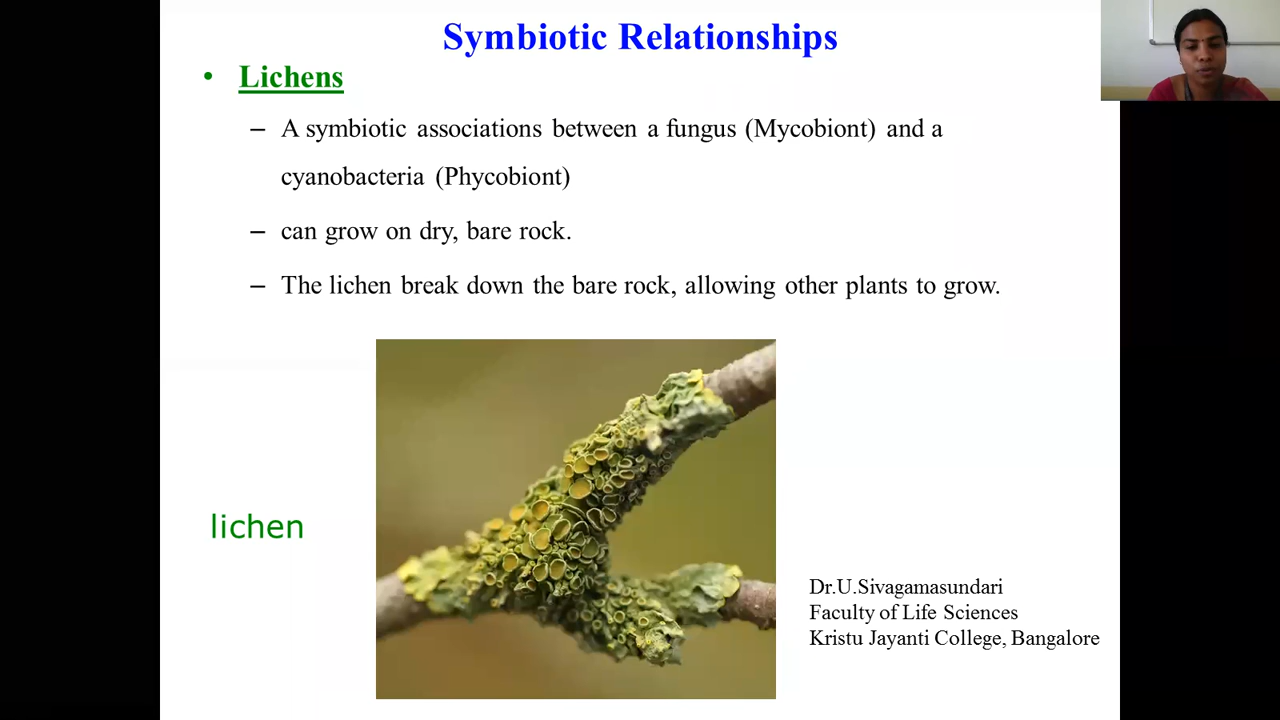 Symbiotic Relationships
• Lichens
– A symbiotic associations between a fungus (Mycobiont) and a
cyanobacteria (Phycobiont)
– can grow on dry, bare rock.
– The lichen break down the bare rock, allowing other plants to grow.
lichen
Dr.U.Sivagamasundari
Faculty of Life Sciences
Kristu Jayanti College, Bangalore